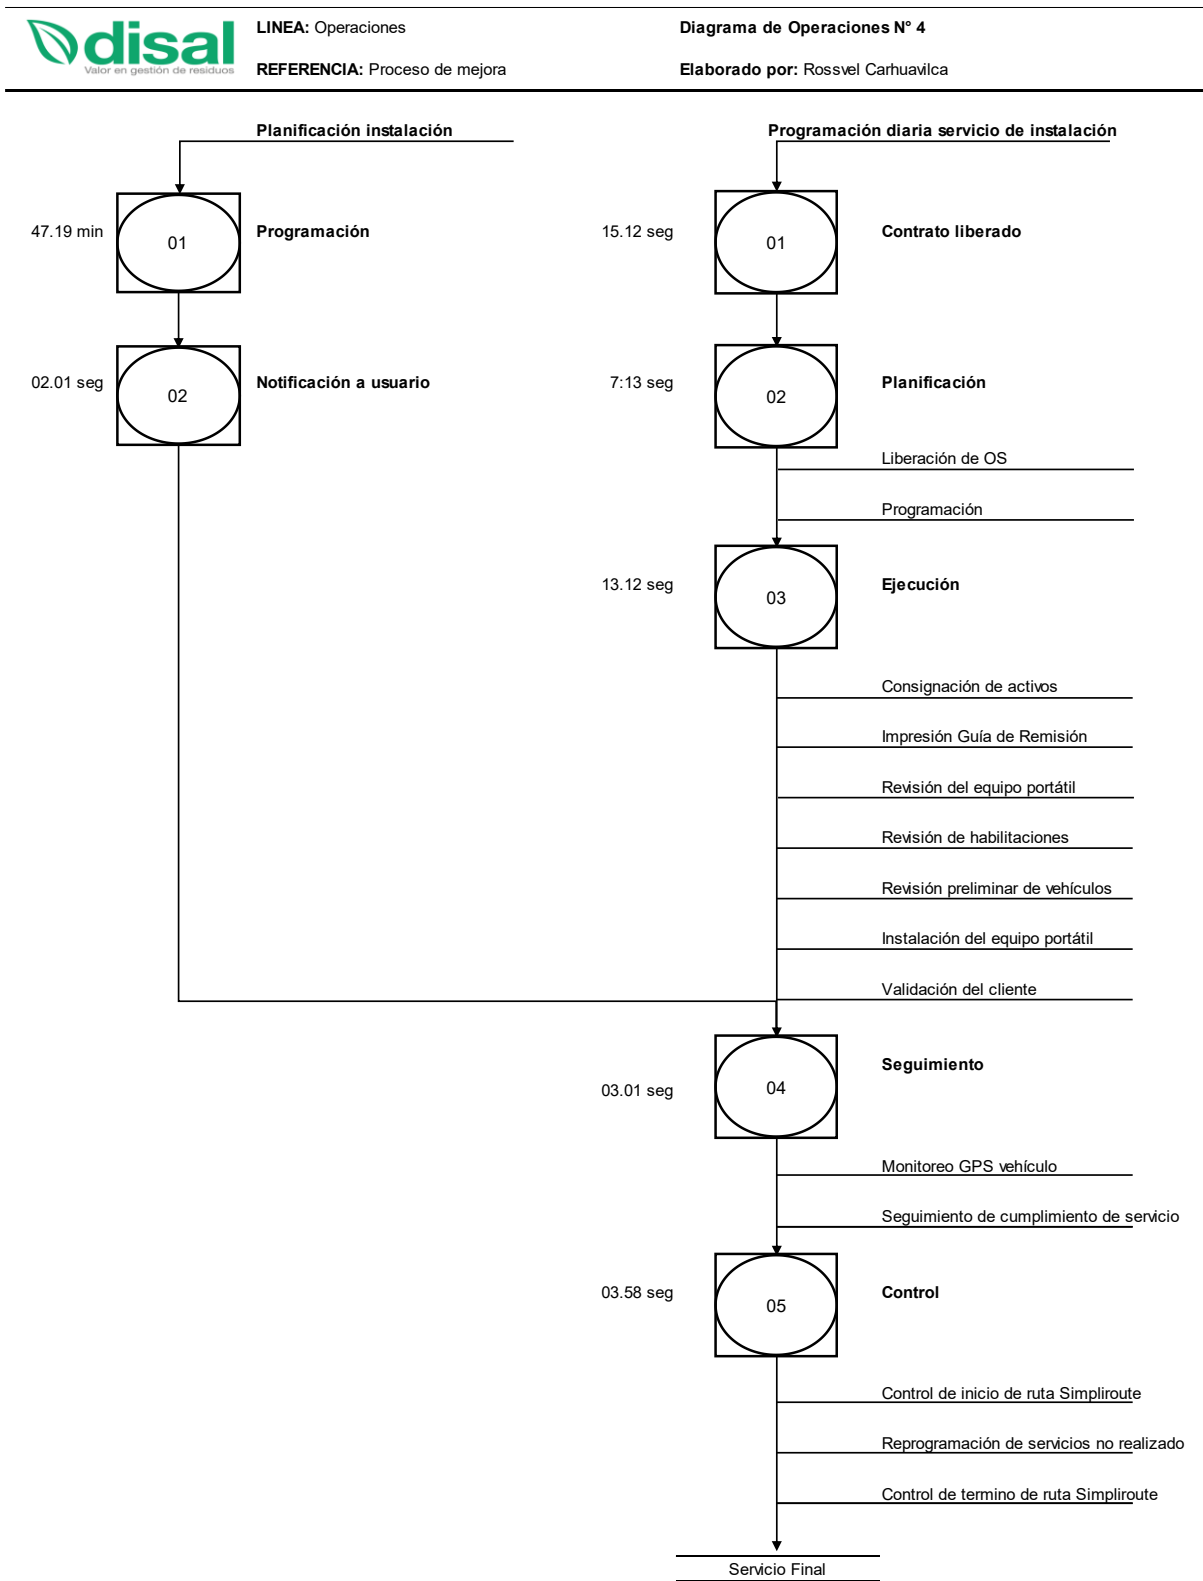 disal
Valor en gestión de residuos
LINEA: Operaciones
Diagrama de Operaciones N° 4
REFERENCIA: Proceso de mejora
Elaborado por: Rossvel Carhuavilca
Planificación instalación
Programación diaria servicio de instalación
47.19 min
01
Programación
15.12 seg
01
Contrato liberado
02.01 seg
02
Notificación a usuario
7:13 seg
02
Planificación
Liberación de OS
Programación
13.12 seg
03
Ejecución
Consignación de activos
Impresión Guía de Remisión
Revisión del equipo portátil
Revisión de habilitaciones
Revisión preliminar de vehículos
Instalación del equipo portátil
Validación del cliente
03.01 seg
04
Seguimiento
Monitoreo GPS vehículo
Seguimiento de cumplimiento de servicio
03.58 seg
05
Control
Control de inicio de ruta Simpliroute
Reprogramación de servicios no realizado
Control de termino de ruta Simpliroute
Servicio Final